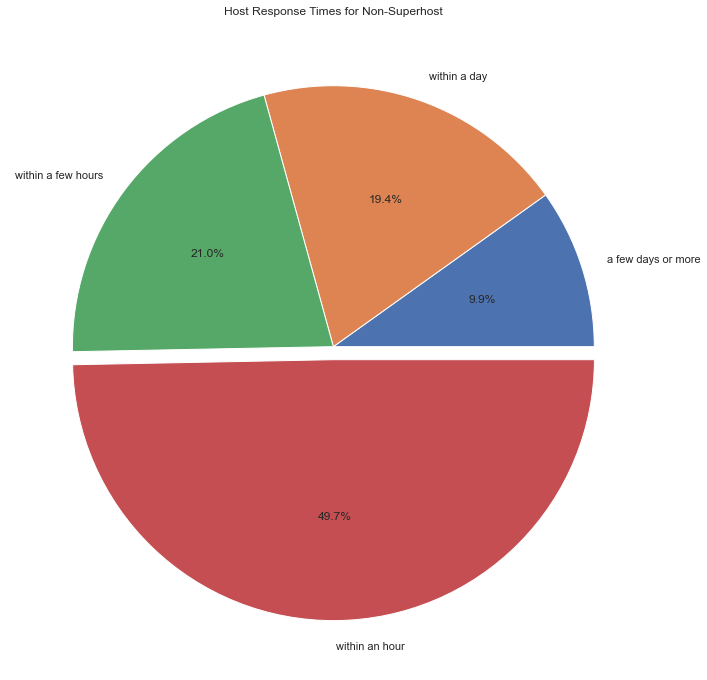 Host Response Times for Non-Superhost
within a day
within a few hours
19.4%
21.0%
a few days or more
9.9%
49.7%
within an hour